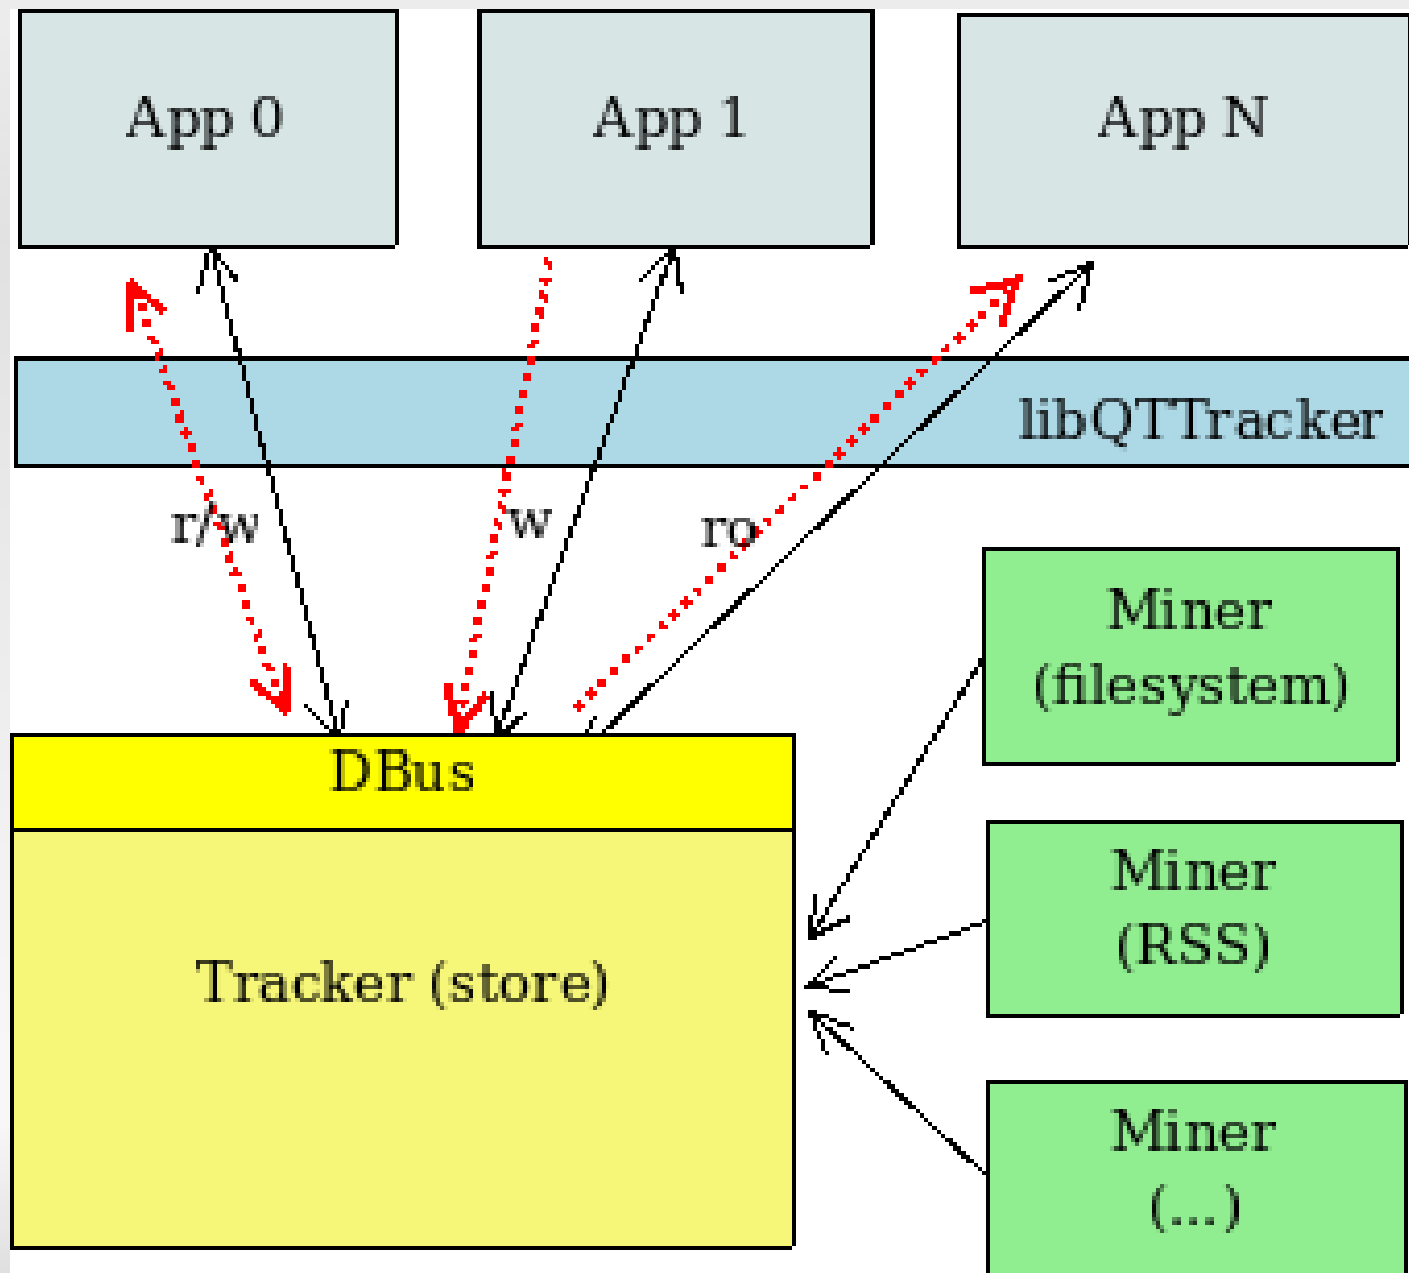 App 0
App 1
App N
libQTTracker
r/w
w
ro
Miner
(filesystem)
DBus
Miner
(RSS)
Tracker (store)
Miner
(...)